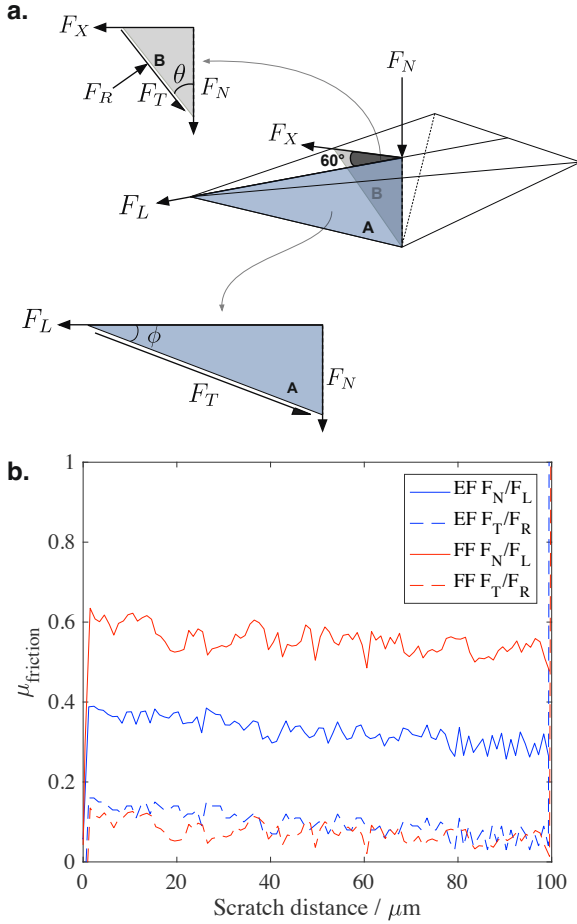 a.
F_X
B
θ
F_N
F_R
F_T
F_N
F_X
60°
F_L
B
A
F_L
ϕ
A
F_N
F_T
b.
1
0.8
0.6
0.4
0.2
0
μ_friction
EF F_N/F_L
EF F_T/F_R
FF F_N/F_L
FF F_T/F_R
0 20 40 60 80 100
Scratch distance / μm